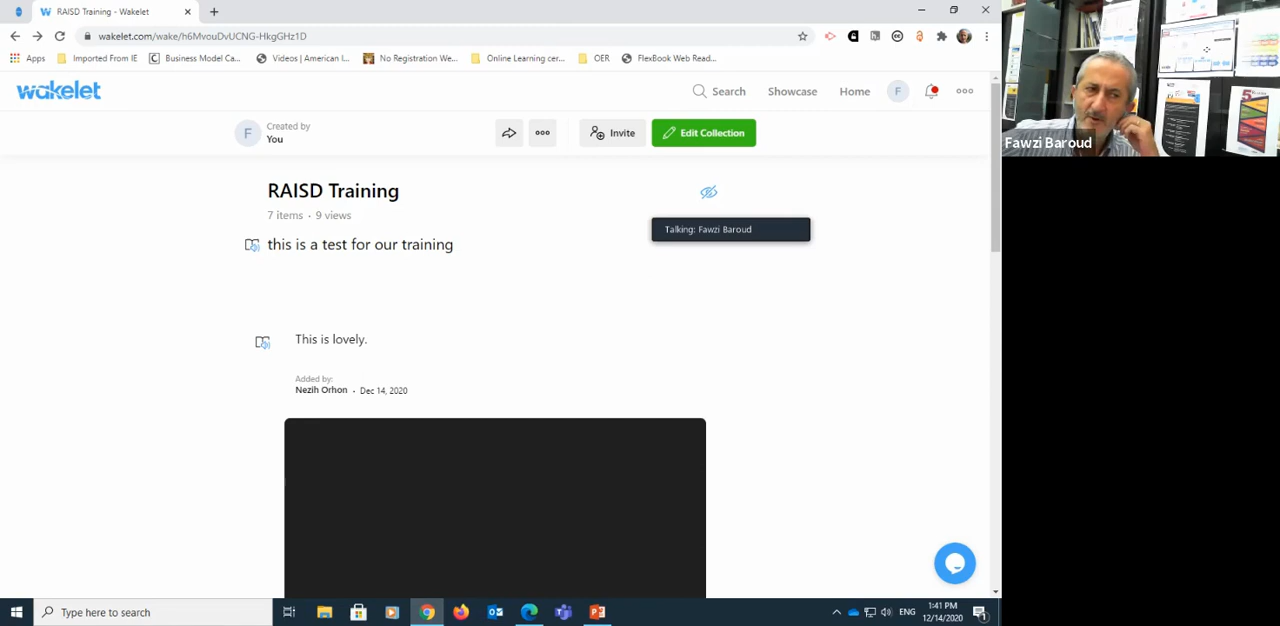 RAISD Training - Wakelet
wakelet.com/wake/h6MvouDvUCNG-HkgGHz1D
Apps
Imported From IE
Business Model Ca...
Videos | American I...
No Registration We...
Online Learning cer...
OER
FlexBook Web Read...
wakelet
Search
Showcase
Home
F
F
Created by
You
Invite
Edit Collection
RAISD Training
7 items · 9 views
Talking: Fawzi Baroud
this is a test for our training
This is lovely.
Added by:
Nezih Orhon · Dec 14, 2020
Type here to search
ENG
1:41 PM
12/14/2020
Fawzi Baroud